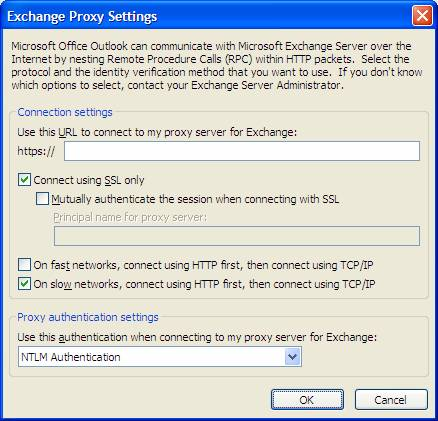 Exchange Proxy Settings
Microsoft Office Outlook can communicate with Microsoft Exchange Server over the
Internet by nesting Remote Procedure Calls (RPC) within HTTP packets. Select the
protocol and the identity verification method that you want to use. If you don't know
which options to select, contact your Exchange Server Administrator.
Connection settings
Use this URL to connect to my proxy server for Exchange:
https://
Connect using SSL only
Mutually authenticate the session when connecting with SSL
Principal name for proxy server:
On fast networks, connect using HTTP first, then connect using TCP/IP
On slow networks, connect using HTTP first, then connect using TCP/IP
Proxy authentication settings
Use this authentication when connecting to my proxy server for Exchange:
NTLM Authentication
OK Cancel